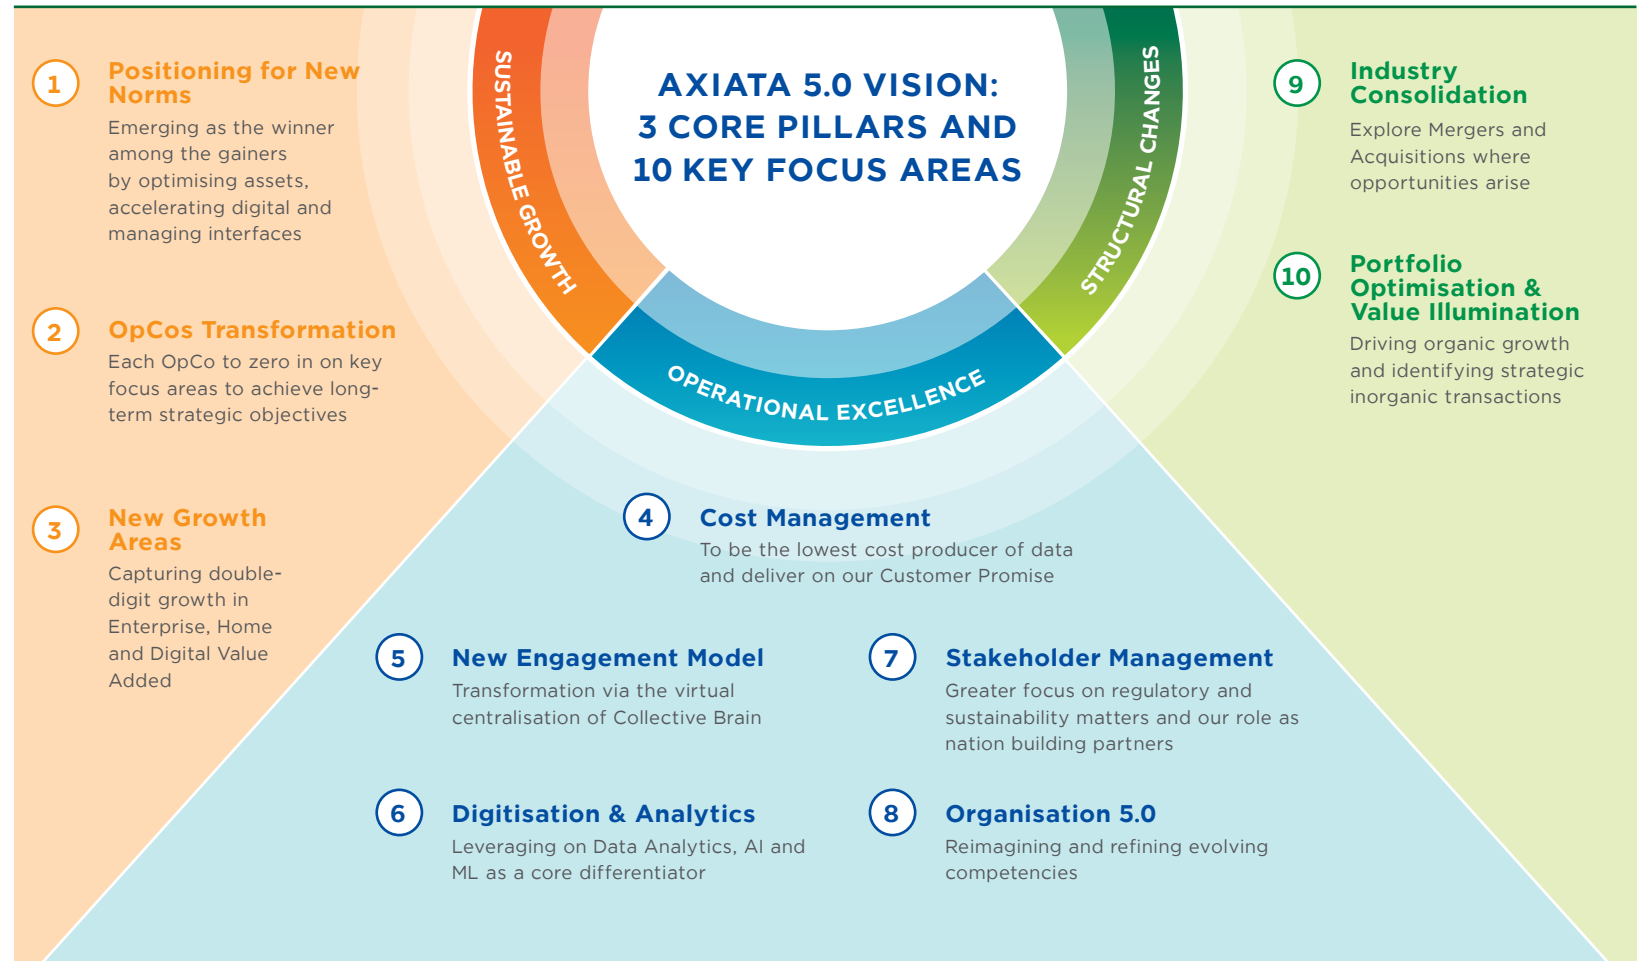 AXIATA 5.0 VISION:
3 CORE PILLARS AND
10 KEY FOCUS AREAS
SUSTAINABLE GROWTH
OPERATIONAL EXCELLENCE
STRUCTURAL CHANGES
1
Positioning for New
Norms
Emerging as the winner
among the gainers
by optimising assets,
accelerating digital and
managing interfaces
2
OpCos Transformation
Each OpCo to zero in on key
focus areas to achieve long-
term strategic objectives
3
New Growth
Areas
Capturing double-
digit growth in
Enterprise, Home
and Digital Value
Added
4
Cost Management
To be the lowest cost producer of data
and deliver on our Customer Promise
5
New Engagement Model
Transformation via the virtual
centralisation of Collective Brain
6
Digitisation & Analytics
Leveraging on Data Analytics, AI and
ML as a core differentiator
7
Stakeholder Management
Greater focus on regulatory and
sustainability matters and our role as
nation building partners
8
Organisation 5.0
Reimagining and refining evolving
competencies
9
Industry
Consolidation
Explore Mergers and
Acquisitions where
opportunities arise
10
Portfolio
Optimisation &
Value Illumination
Driving organic growth
and identifying strategic
inorganic transactions